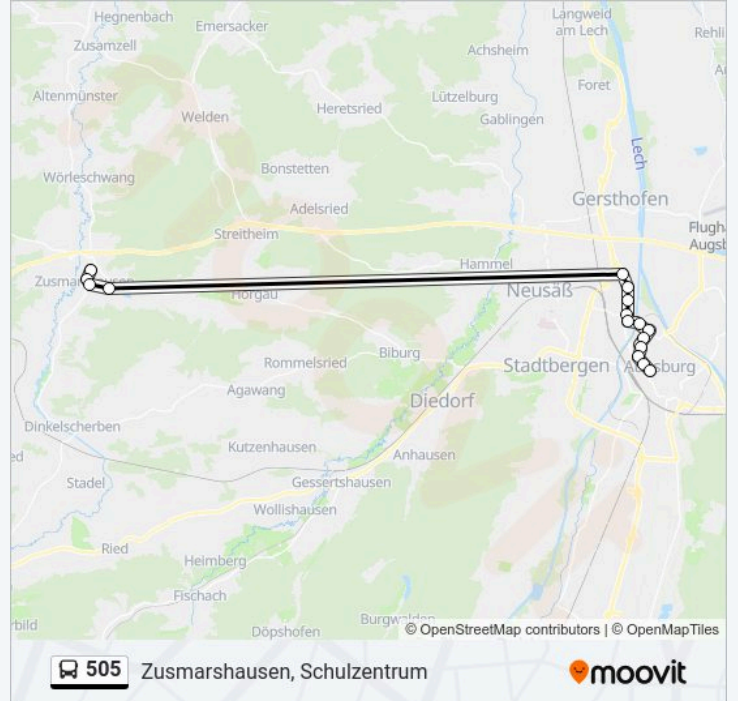 Hegnenbach
Langweid
am Lech
Emersacker
Rehli
Zusamzell
Achsheim
Altenmünster
Foret
Lützelburg
Heretsried
Gablingen
Welden
Lech
Bonstetten
Wörleschwang
Gersthofen
Adelsried
Flugh
Augsb
Streitheim
Hammel
Horgau
Neusäß
Biburg
Rommelsried
Stadtbergen
Agawang
Diedorf
Dinkelscherben
Kutzenhausen
Anhausen
Stadel
Gessertshausen
Wollishausen
Ried
Heimberg
Fischach
Burgwalden
Döpshofen
© OpenStreetMap contributors | © OpenMapTiles
505 Zusmarshausen, Schulzentrum
moovit